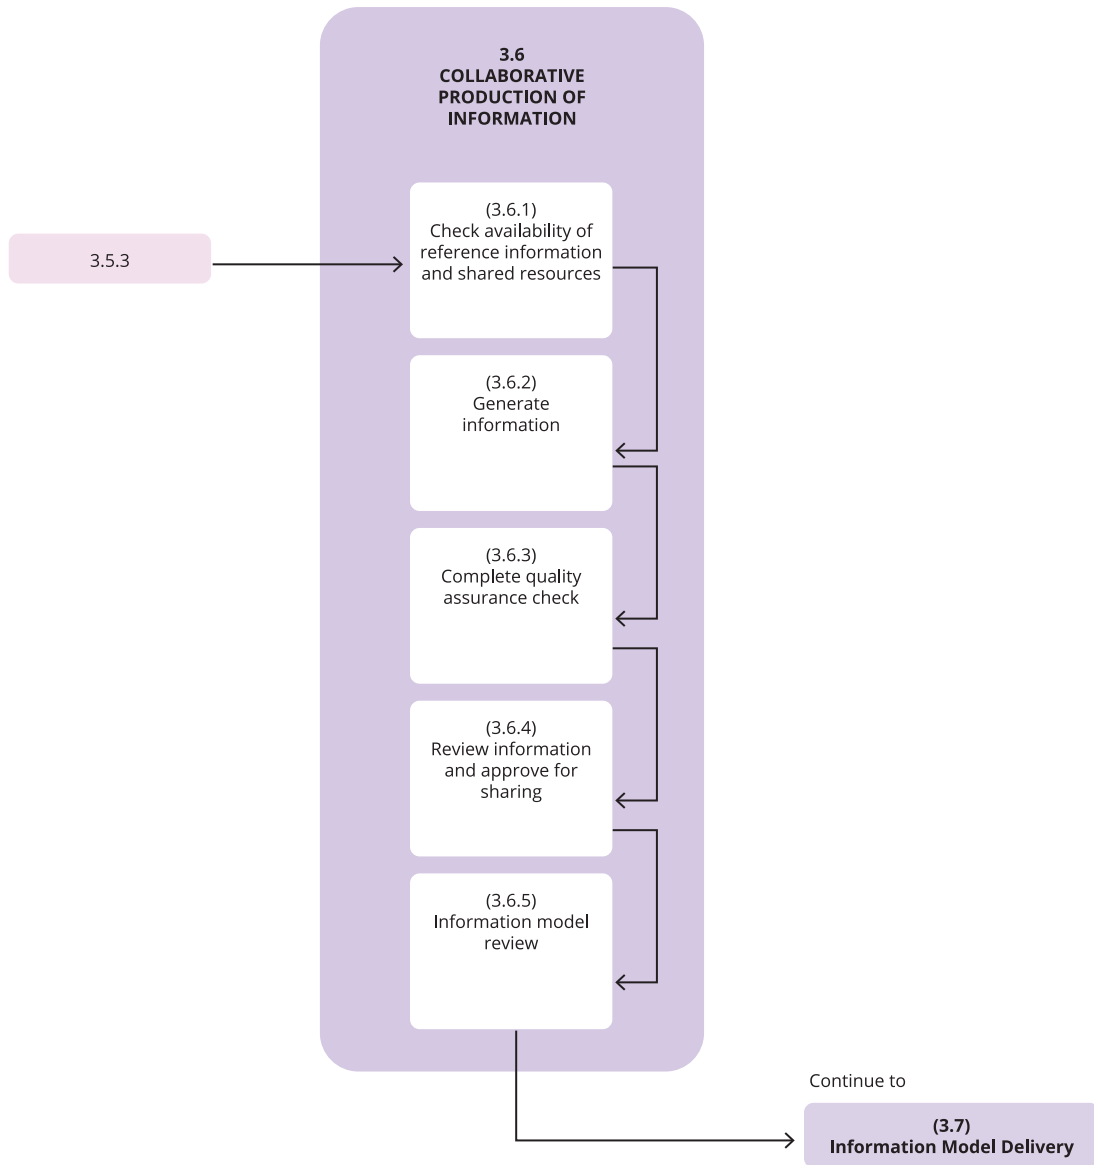 3.6
COLLABORATIVE
PRODUCTION OF
INFORMATION
(3.6.1)
Check availability of
reference information
and shared resources
3.5.3
(3.6.2)
Generate
information
(3.6.3)
Complete quality
assurance check
(3.6.4)
Review information
and approve for
sharing
(3.6.5)
Information model
review
Continue to
(3.7)
Information Model Delivery